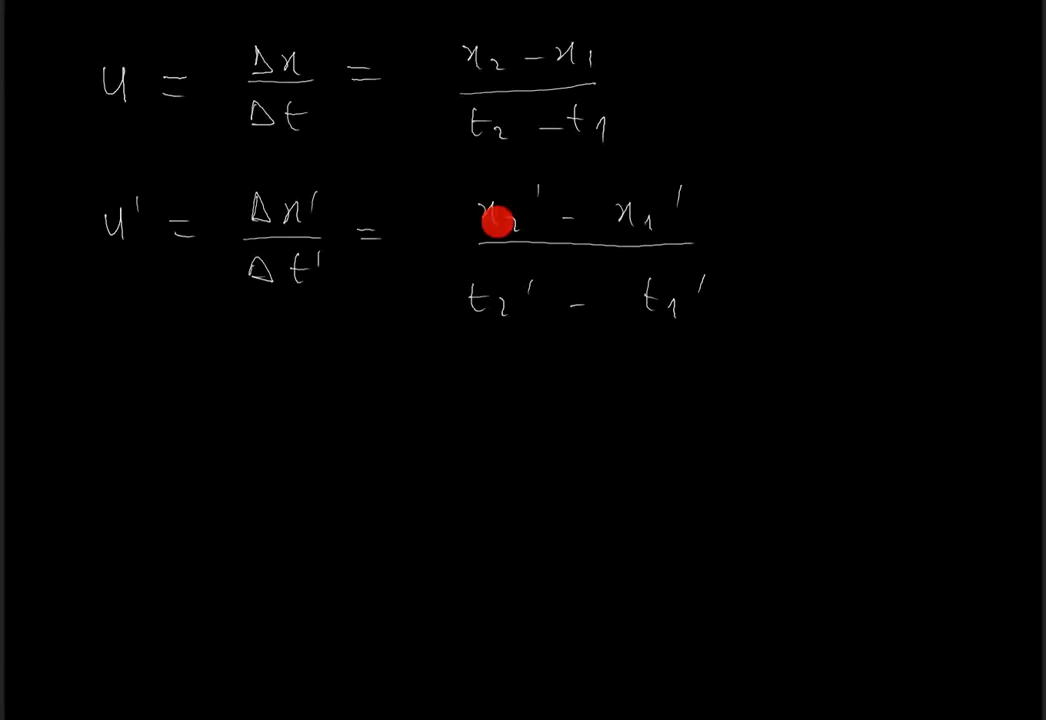 u = Δx/Δt = (x₂ - x₁)/(t₂ - t₁)
u' = Δx'/Δt' = (x₂' - x₁')/(t₂' - t₁')